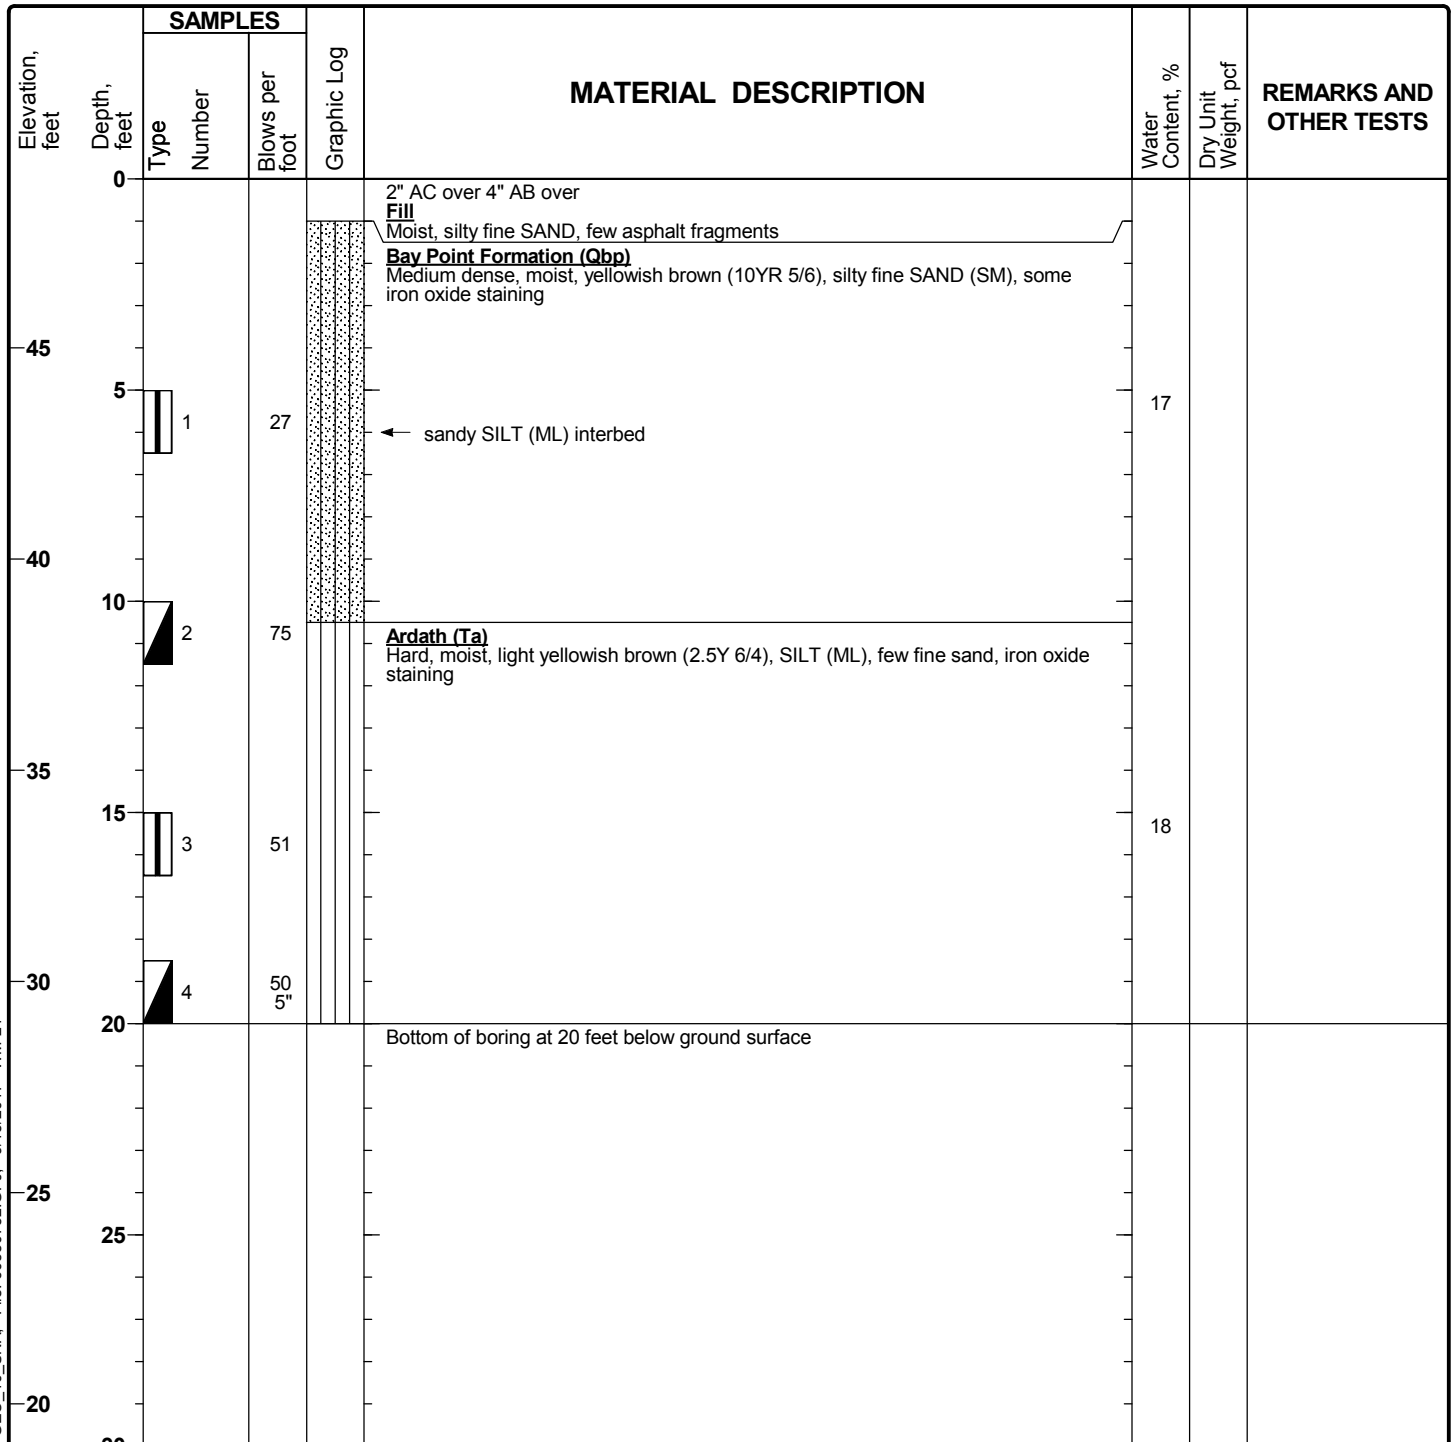 SAMPLES
Elevation,
feet
Depth,
feet
Type
Number
Blows per
foot
Graphic Log
MATERIAL DESCRIPTION
Water
Content, %
Dry Unit
Weight, pcf
REMARKS AND
OTHER TESTS
0
2" AC over 4" AB over
Fill
Moist, silty fine SAND, few asphalt fragments
Bay Point Formation (Qbp)
Medium dense, moist, yellowish brown (10YR 5/6), silty fine SAND (SM), some
iron oxide staining
45
5
17
1 27
sandy SILT (ML) interbed
40
10
2 75
Ardath (Ta)
Hard, moist, light yellowish brown (2.5Y 6/4), SILT (ML), few fine sand, iron oxide
staining
35
15
18
3 51
30
4
50
5"
20
Bottom of boring at 20 feet below ground surface
25
25
20